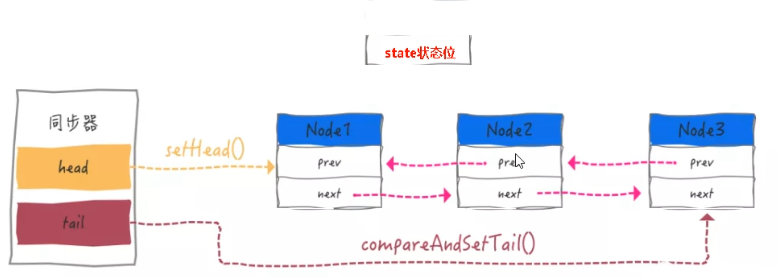 state状态位
同步器
head
tail
setHead()
Node1
prev
next
Node2
prev
next
Node3
prev
next
compareAndSetTail()